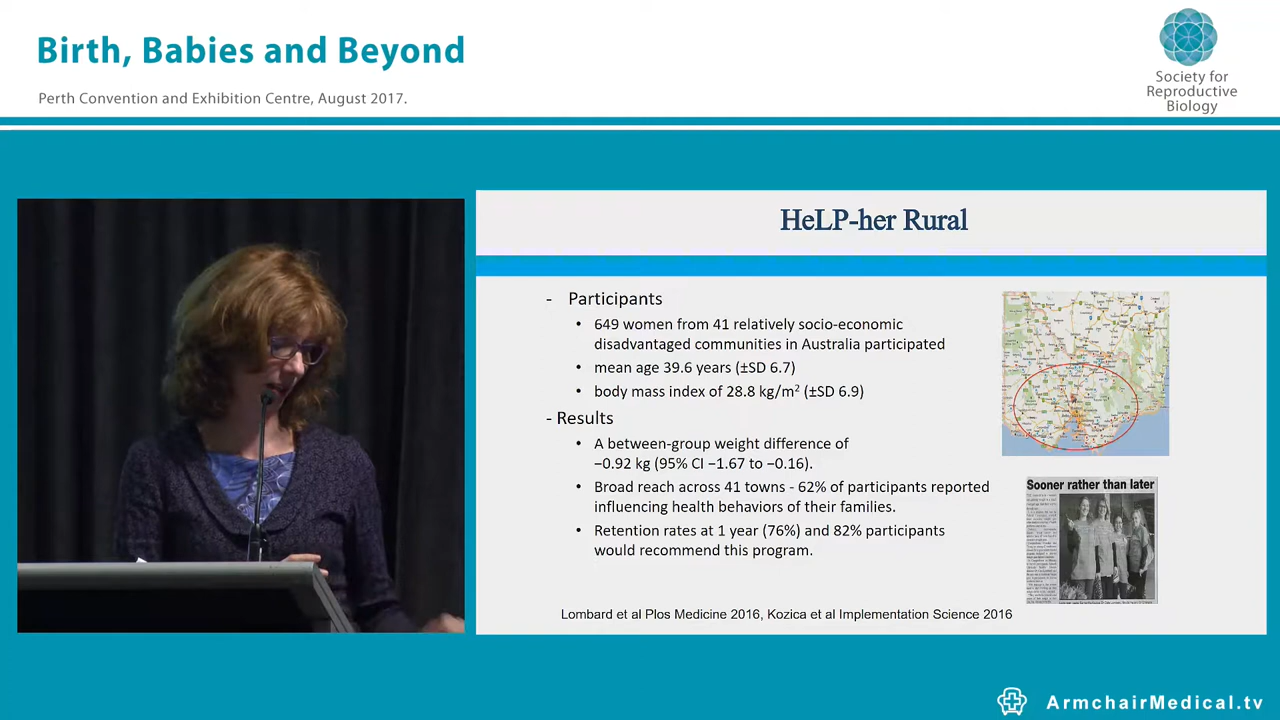 Birth, Babies and Beyond
Perth Convention and Exhibition Centre, August 2017.
Society for
Reproductive
Biology
HeLP-her Rural
- Participants
• 649 women from 41 relatively socio-economic
disadvantaged communities in Australia participated
• mean age 39.6 years (±SD 6.7)
• body mass index of 28.8 kg/m² (±SD 6.9)
- Results
• A between-group weight difference of
−0.92 kg (95% CI −1.67 to −0.16).
• Broad reach across 41 towns - 62% of participants reported
influencing health behaviors of their families.
• Retention rates at 1 year (76%) and 82% participants
would recommend this program.
Sooner rather than later
Lombard et al Plos Medicine 2016, Kozica et al Implementation Science 2016
ArmchairMedical.tv